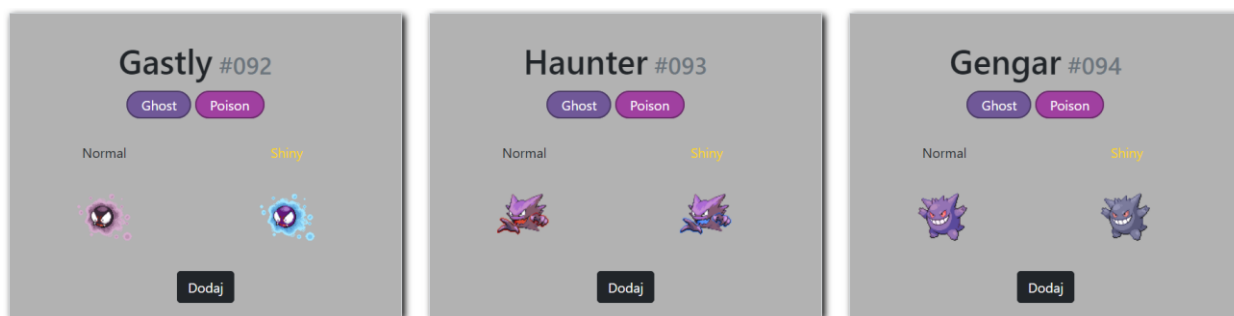 Gastly #092
Ghost Poison
Normal Shiny
Dodaj
Haunter #093
Ghost Poison
Normal Shiny
Dodaj
Gengar #094
Ghost Poison
Normal Shiny
Dodaj